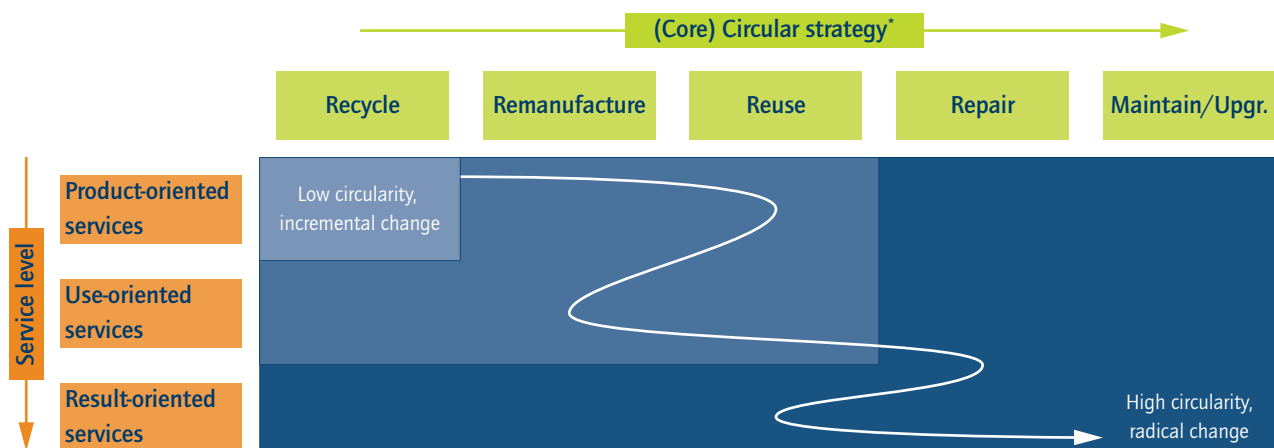 (Core) Circular strategy*
Recycle
Remanufacture
Reuse
Repair
Maintain/Upgr.
Service level
Product-oriented
services
Low circularity,
incremental change
Use-oriented
services
Result-oriented
services
High circularity,
radical change